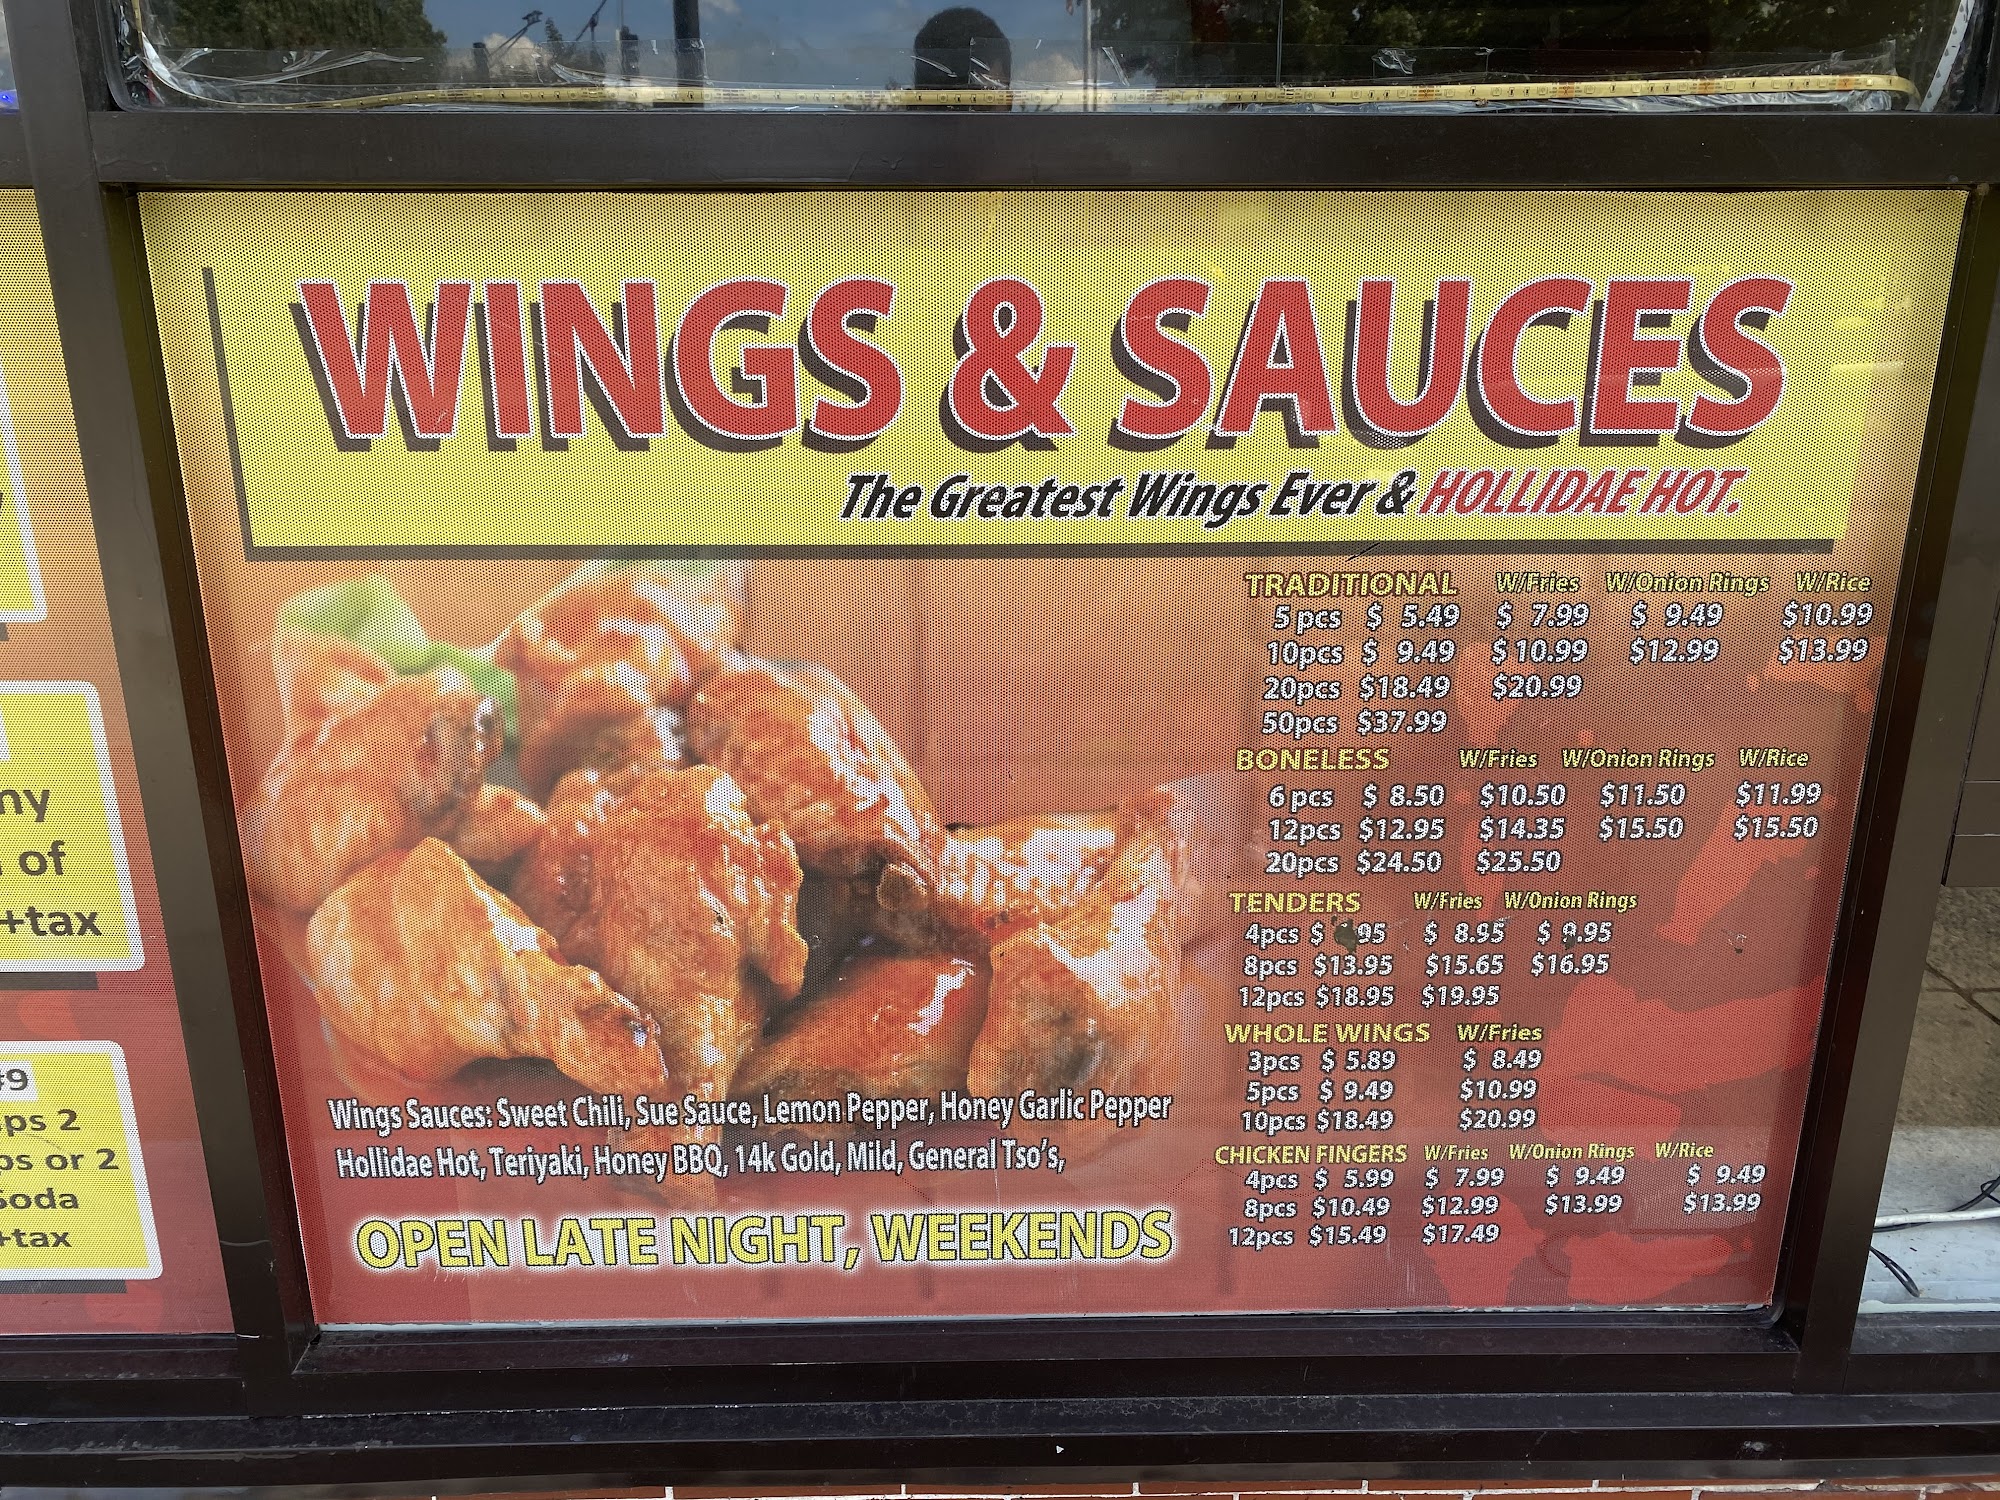 WINGS & SAUCES
The Greatest Wings Ever & HOLLIDAE HOT.
TRADITIONAL W/Fries W/Onion Rings W/Rice
5 pcs $ 5.49 $ 7.99 $ 9.49 $10.99
10pcs $ 9.49 $10.99 $12.99 $13.99
20pcs $18.49 $20.99
50pcs $37.99
BONELESS W/Fries W/Onion Rings W/Rice
6 pcs $ 8.50 $10.50 $11.50 $11.99
12pcs $12.95 $14.35 $15.50 $15.50
20pcs $24.50 $25.50
TENDERS W/Fries W/Onion Rings
4pcs $ 95 $ 8.95 $ 9.95
8pcs $13.95 $15.65 $16.95
12pcs $18.95 $19.95
WHOLE WINGS W/Fries
3pcs $ 5.89 $ 8.49
5pcs $ 9.49 $10.99
10pcs $18.49 $20.99
CHICKEN FINGERS W/Fries W/Onion Rings W/Rice
4pcs $ 5.99 $ 7.99 $ 9.49 $ 9.49
8pcs $10.49 $12.99 $13.99 $13.99
12pcs $15.49 $17.49
Wings Sauces: Sweet Chili, Sue Sauce, Lemon Pepper, Honey Garlic Pepper
Hollidae Hot, Teriyaki, Honey BBQ, 14k Gold, Mild, General Tso's,
OPEN LATE NIGHT, WEEKENDS
of
+tax
#9
2
or 2
Soda
+tax